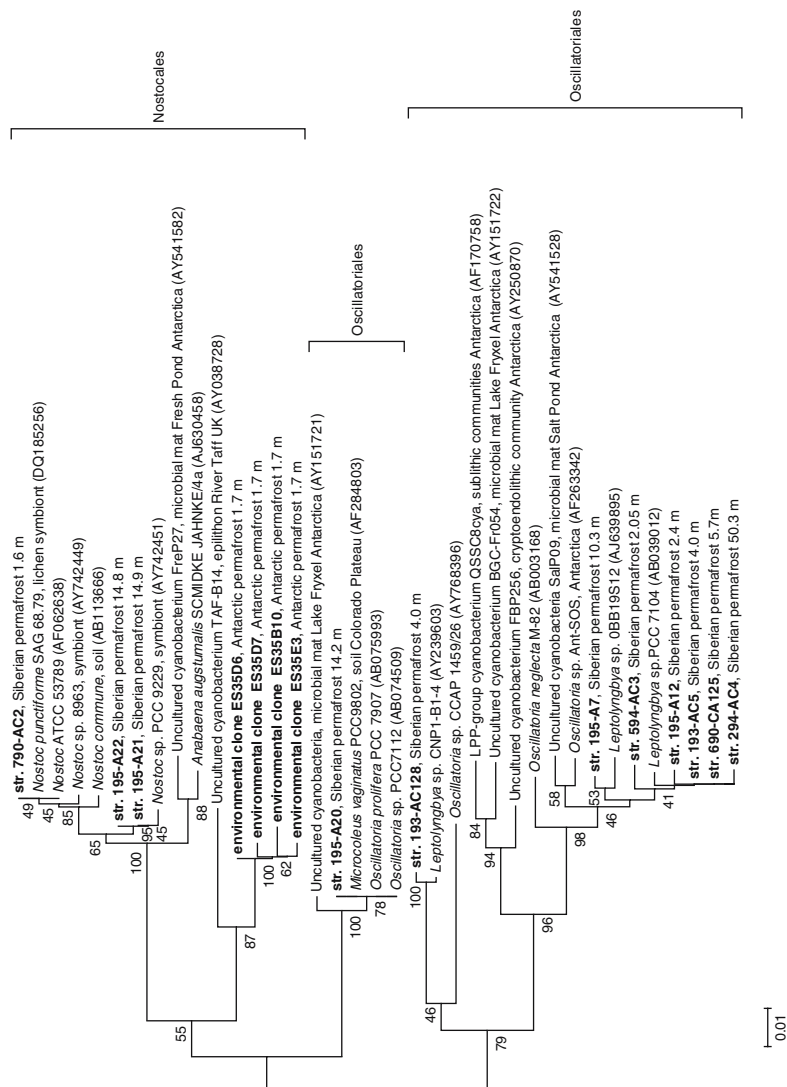 str. 790-AC2, Siberian permafrost 1.6 m
Nostoc punctiforme SAG 68.79, lichen symbiont (DQ185256)
Nostoc ATCC 53789 (AF062638)
Nostoc sp. 8963, symbiont (AY742449)
Nostoc commune, soil (AB113666)
str. 195-A22, Siberian permafrost 14.8 m
str. 195-A21, Siberian permafrost 14.9 m
Nostoc sp. PCC 9229, symbiont (AY742451)
Uncultured cyanobacterium FreP27, microbial mat Fresh Pond Antarctica (AY541582)
Anabaena augstumalis SCMIDKE JAHNKE/4a (AJ630458)
Uncultured cyanobacterium TAF-B14, epilithon River Taff UK (AY038728)
environmental clone ES35D6, Antarctic permafrost 1.7 m
environmental clone ES35D7, Antarctic permafrost 1.7 m
environmental clone ES35B10, Antarctic permafrost 1.7 m
environmental clone ES35E3, Antarctic permafrost 1.7 m
Uncultured cyanobacteria, microbial mat Lake Fryxel Antarctica (AY151721)
str. 195-A20, Siberian permafrost 14.2 m
Microcoleus vaginatus PCC9802, soil Colorado Plateau (AF284803)
Oscillatoria prolifera PCC 7907 (AB075993)
Oscillatoria sp. PCC7112 (AB074509)
str. 193-AC128, Siberian permafrost 4.0 m
Leptolyngbya sp. CNP1-B1-4 (AY239603)
Oscillatoria sp. CCAP 1459/26 (AY768396)
LPP-group cyanobacterium QSSC8cya, sublithic communities Antarctica (AF170758)
Uncultured cyanobacterium BGC-Fr054, microbial mat Lake Fryxel Antarctica (AY151722)
Uncultured cyanobacterium FBP256, cryptoendolithic community Antarctica (AY250870)
Oscillatoria neglecta M-82 (AB003168)
Uncultured cyanobacteria SalP09, microbial mat Salt Pond Antarctica (AY541528)
Oscillatoria sp. Ant-SOS, Antarctica (AF263342)
str. 195-A7, Siberian permafrost 10.3 m
Leptolyngbya sp. 0BB19S12 (AJ639895)
str. 594-AC3, Siberian permafrost 2.05 m
Leptolyngbya sp.PCC 7104 (AB039012)
str. 195-A12, Siberian permafrost 2.4 m
str. 193-AC5, Siberian permafrost 4.0 m
str. 690-CA125, Siberian permafrost 5.7m
str. 294-AC4, Siberian permafrost 50.3 m
Nostocales
Oscillatoriales
Oscillatoriales
49
45
85
65
95
45
100
88
100
62
87
55
100
78
100
46
84
94
79
96
58
98
53
46
41
0.01